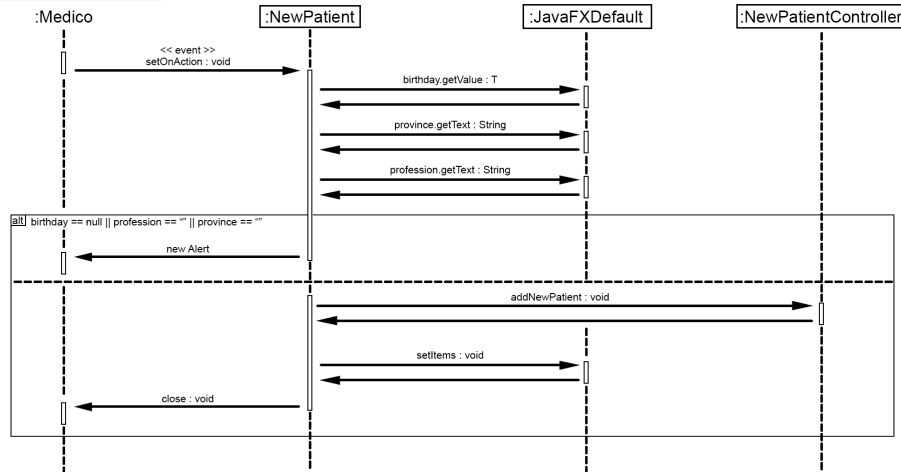 :Medico
:NewPatient
:JavaFXDefault
:NewPatientController
<< event >>
setOnAction : void
birthday.getValue : T
province.getText : String
profession.getText : String
alt birthday == null || profession == “” || province == “”
new Alert
addNewPatient : void
setItems : void
close : void